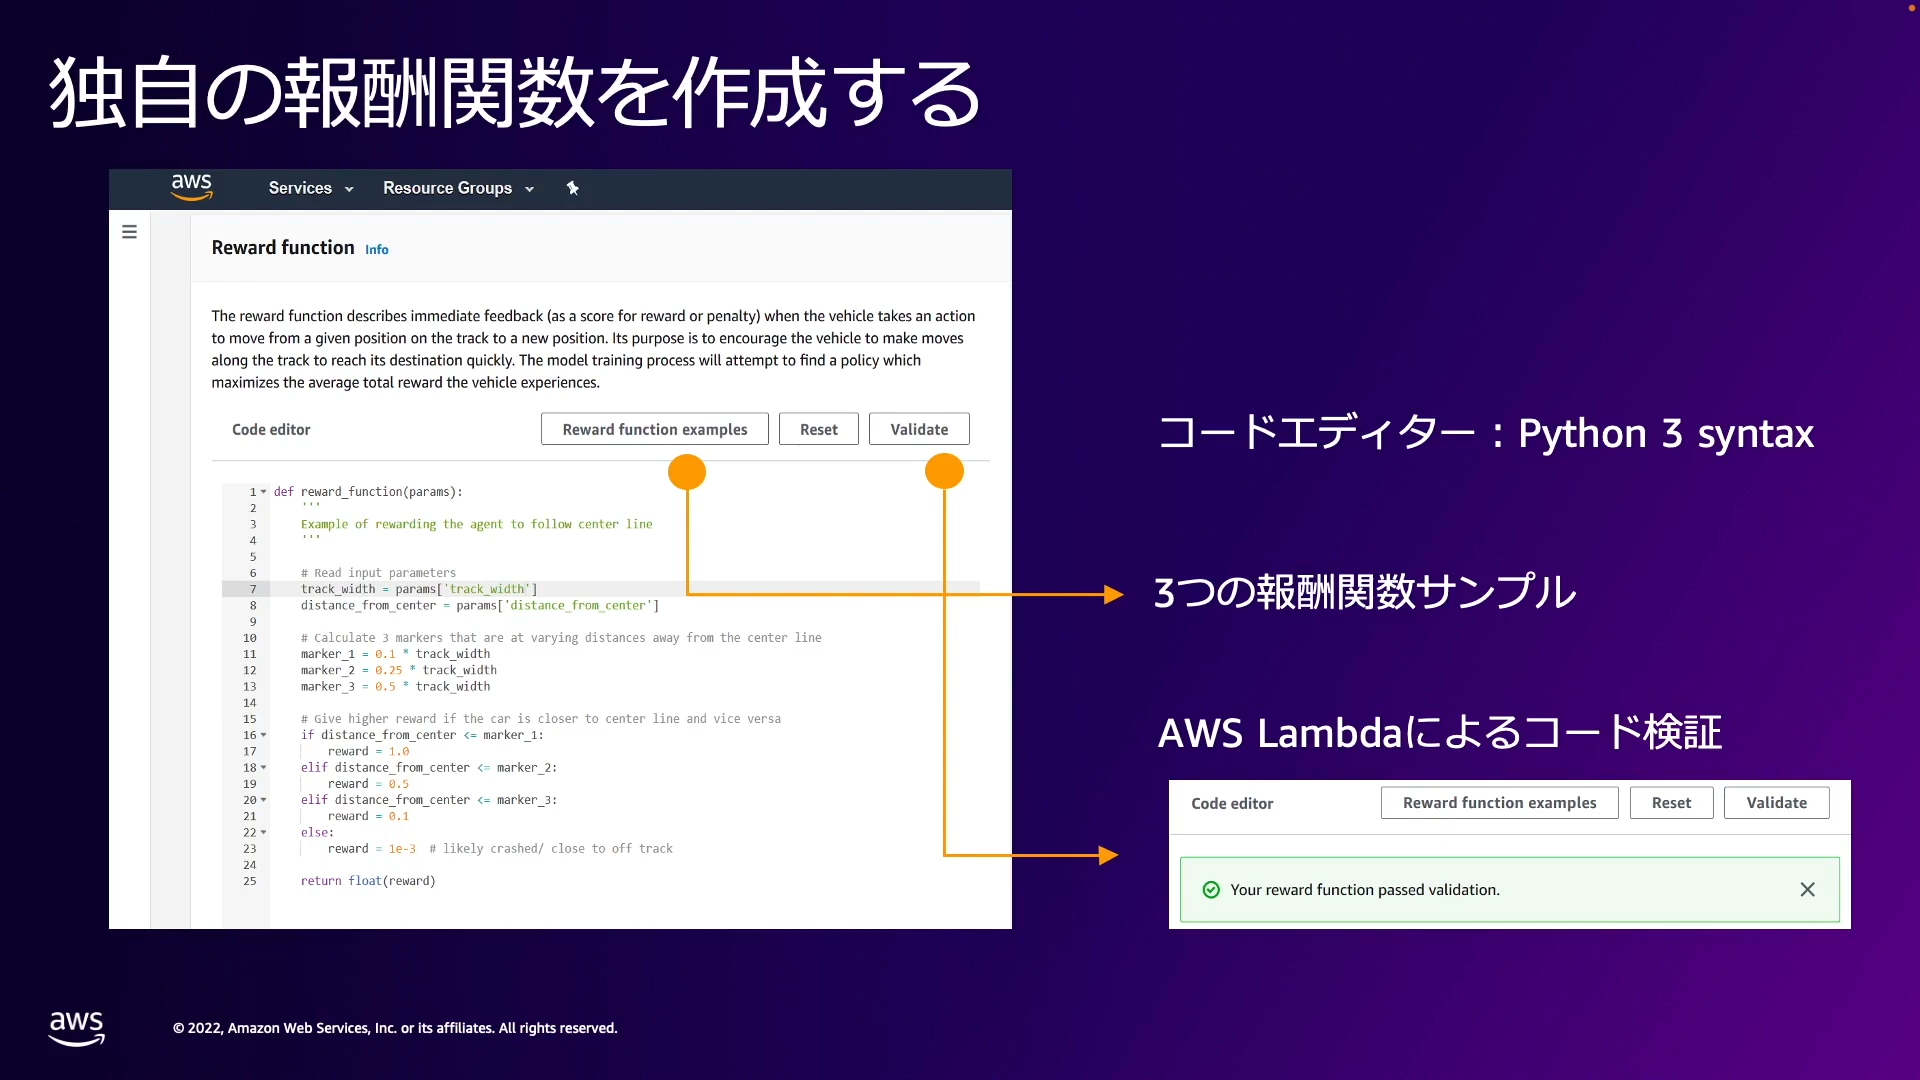 独自の報酬関数を作成する
aws Services Resource Groups
Reward function Info
The reward function describes immediate feedback (as a score for reward or penalty) when the vehicle takes an action
to move from a given position on the track to a new position. Its purpose is to encourage the vehicle to make moves
along the track to reach its destination quickly. The model training process will attempt to find a policy which
maximizes the average total reward the vehicle experiences.
Code editor Reward function examples Reset Validate
1 def reward_function(params):
2     '''
3     Example of rewarding the agent to follow center line
4     '''
5
6     # Read input parameters
7     track_width = params['track_width']
8     distance_from_center = params['distance_from_center']
9
10     # Calculate 3 markers that are at varying distances away from the center line
11     marker_1 = 0.1 * track_width
12     marker_2 = 0.25 * track_width
13     marker_3 = 0.5 * track_width
14
15     # Give higher reward if the car is closer to center line and vice versa
16     if distance_from_center <= marker_1:
17         reward = 1.0
18     elif distance_from_center <= marker_2:
19         reward = 0.5
20     elif distance_from_center <= marker_3:
21         reward = 0.1
22     else:
23         reward = 1e-3  # likely crashed/ close to off track
24
25     return float(reward)
コードエディター：Python 3 syntax
3つの報酬関数サンプル
AWS Lambdaによるコード検証
Code editor Reward function examples Reset Validate
Your reward function passed validation.
aws © 2022, Amazon Web Services, Inc. or its affiliates. All rights reserved.